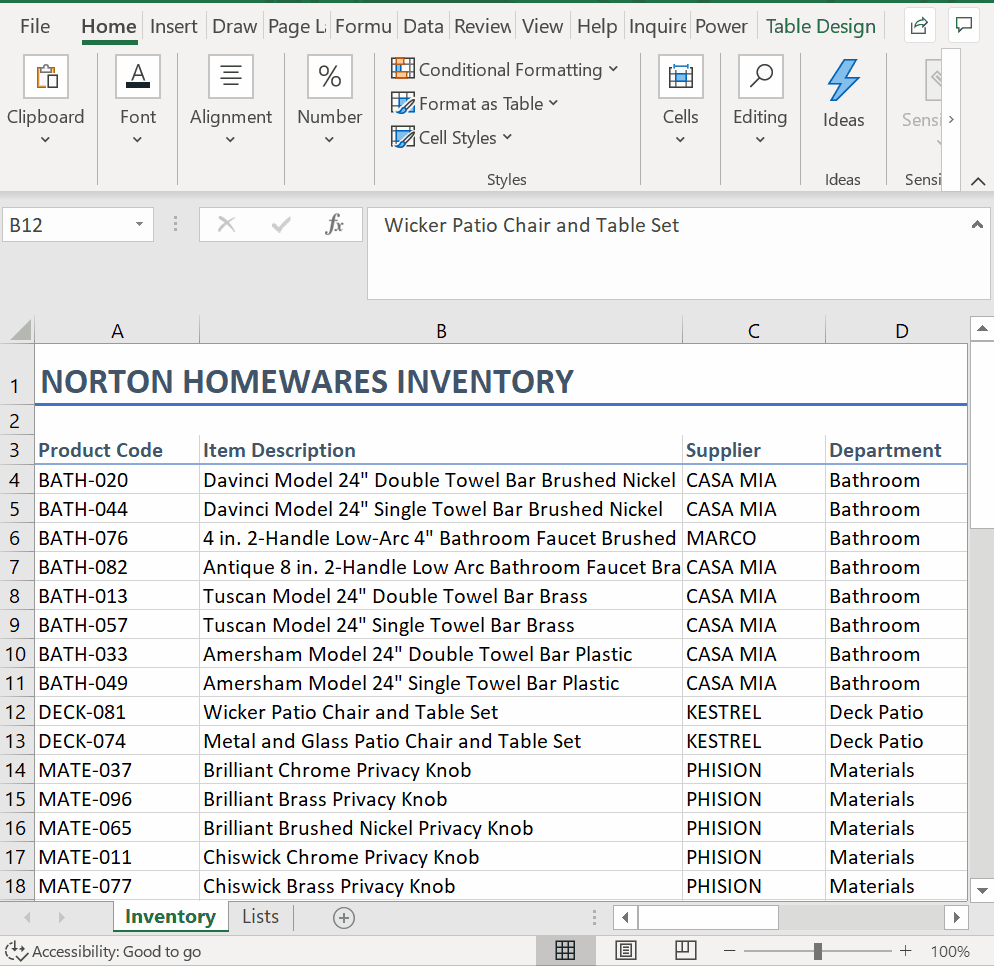 File Home Insert Draw Page La Formu Data Review View Help Inquire Power Table Design
Clipboard Font Alignment % Number Conditional Formatting Format as Table Cell Styles Cells Editing Ideas Sensi
Styles Ideas Sensi
B12 fx Wicker Patio Chair and Table Set
A B C D
1 NORTON HOMEWARES INVENTORY
2
3 Product Code Item Description Supplier Department
4 BATH-020 Davinci Model 24" Double Towel Bar Brushed Nickel CASA MIA Bathroom
5 BATH-044 Davinci Model 24" Single Towel Bar Brushed Nickel CASA MIA Bathroom
6 BATH-076 4 in. 2-Handle Low-Arc 4" Bathroom Faucet Brushed MARCO Bathroom
7 BATH-082 Antique 8 in. 2-Handle Low Arc Bathroom Faucet Bra CASA MIA Bathroom
8 BATH-013 Tuscan Model 24" Double Towel Bar Brass CASA MIA Bathroom
9 BATH-057 Tuscan Model 24" Single Towel Bar Brass CASA MIA Bathroom
10 BATH-033 Amersham Model 24" Double Towel Bar Plastic CASA MIA Bathroom
11 BATH-049 Amersham Model 24" Single Towel Bar Plastic CASA MIA Bathroom
12 DECK-081 Wicker Patio Chair and Table Set KESTREL Deck Patio
13 DECK-074 Metal and Glass Patio Chair and Table Set KESTREL Deck Patio
14 MATE-037 Brilliant Chrome Privacy Knob PHISION Materials
15 MATE-096 Brilliant Brass Privacy Knob PHISION Materials
16 MATE-065 Brilliant Brushed Nickel Privacy Knob PHISION Materials
17 MATE-011 Chiswick Chrome Privacy Knob PHISION Materials
18 MATE-077 Chiswick Brass Privacy Knob PHISION Materials
Inventory Lists
Accessibility: Good to go 100%